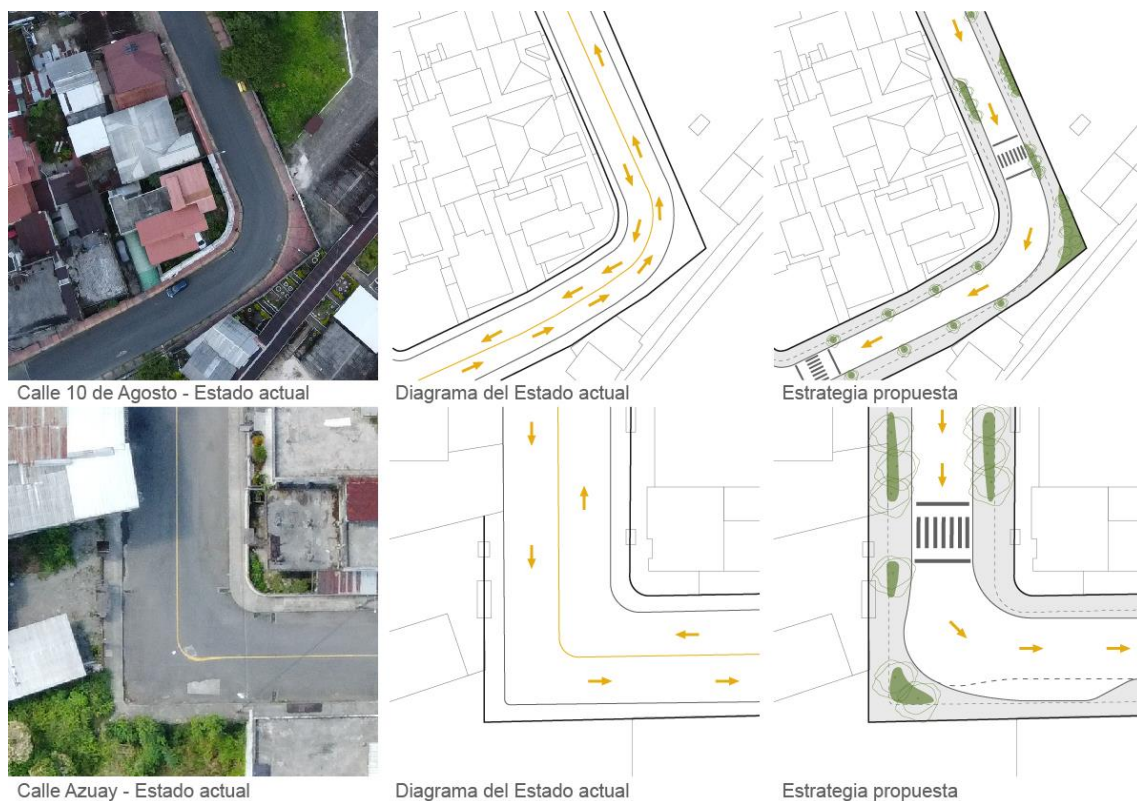 Calle 10 de Agosto - Estado actual
Diagrama del Estado actual
Estrategia propuesta
Calle Azuay - Estado actual
Diagrama del Estado actual
Estrategia propuesta